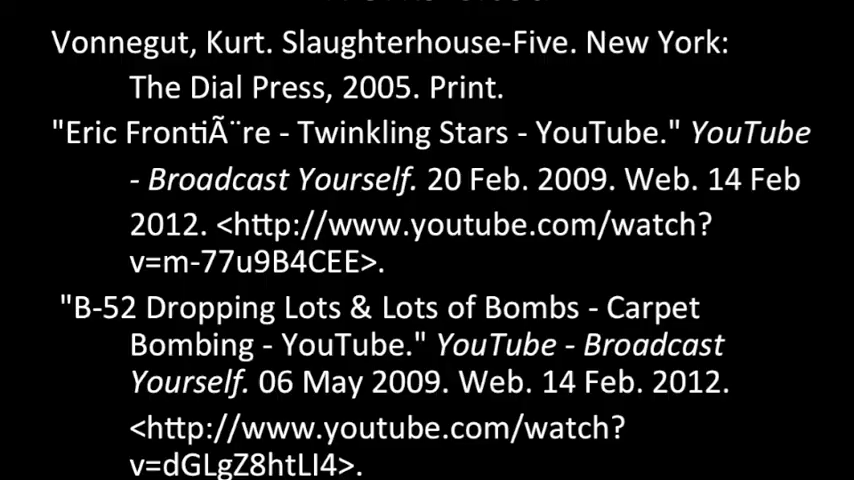 Vonnegut, Kurt. Slaughterhouse-Five. New York:
The Dial Press, 2005. Print.
"Eric FrontiÃ¨re - Twinkling Stars - YouTube." YouTube
- Broadcast Yourself. 20 Feb. 2009. Web. 14 Feb
2012. <http://www.youtube.com/watch?
v=m-77u9B4CEE>.
"B-52 Dropping Lots & Lots of Bombs - Carpet
Bombing - YouTube." YouTube - Broadcast
Yourself. 06 May 2009. Web. 14 Feb. 2012.
<http://www.youtube.com/watch?
v=dGLgZ8htLI4>.